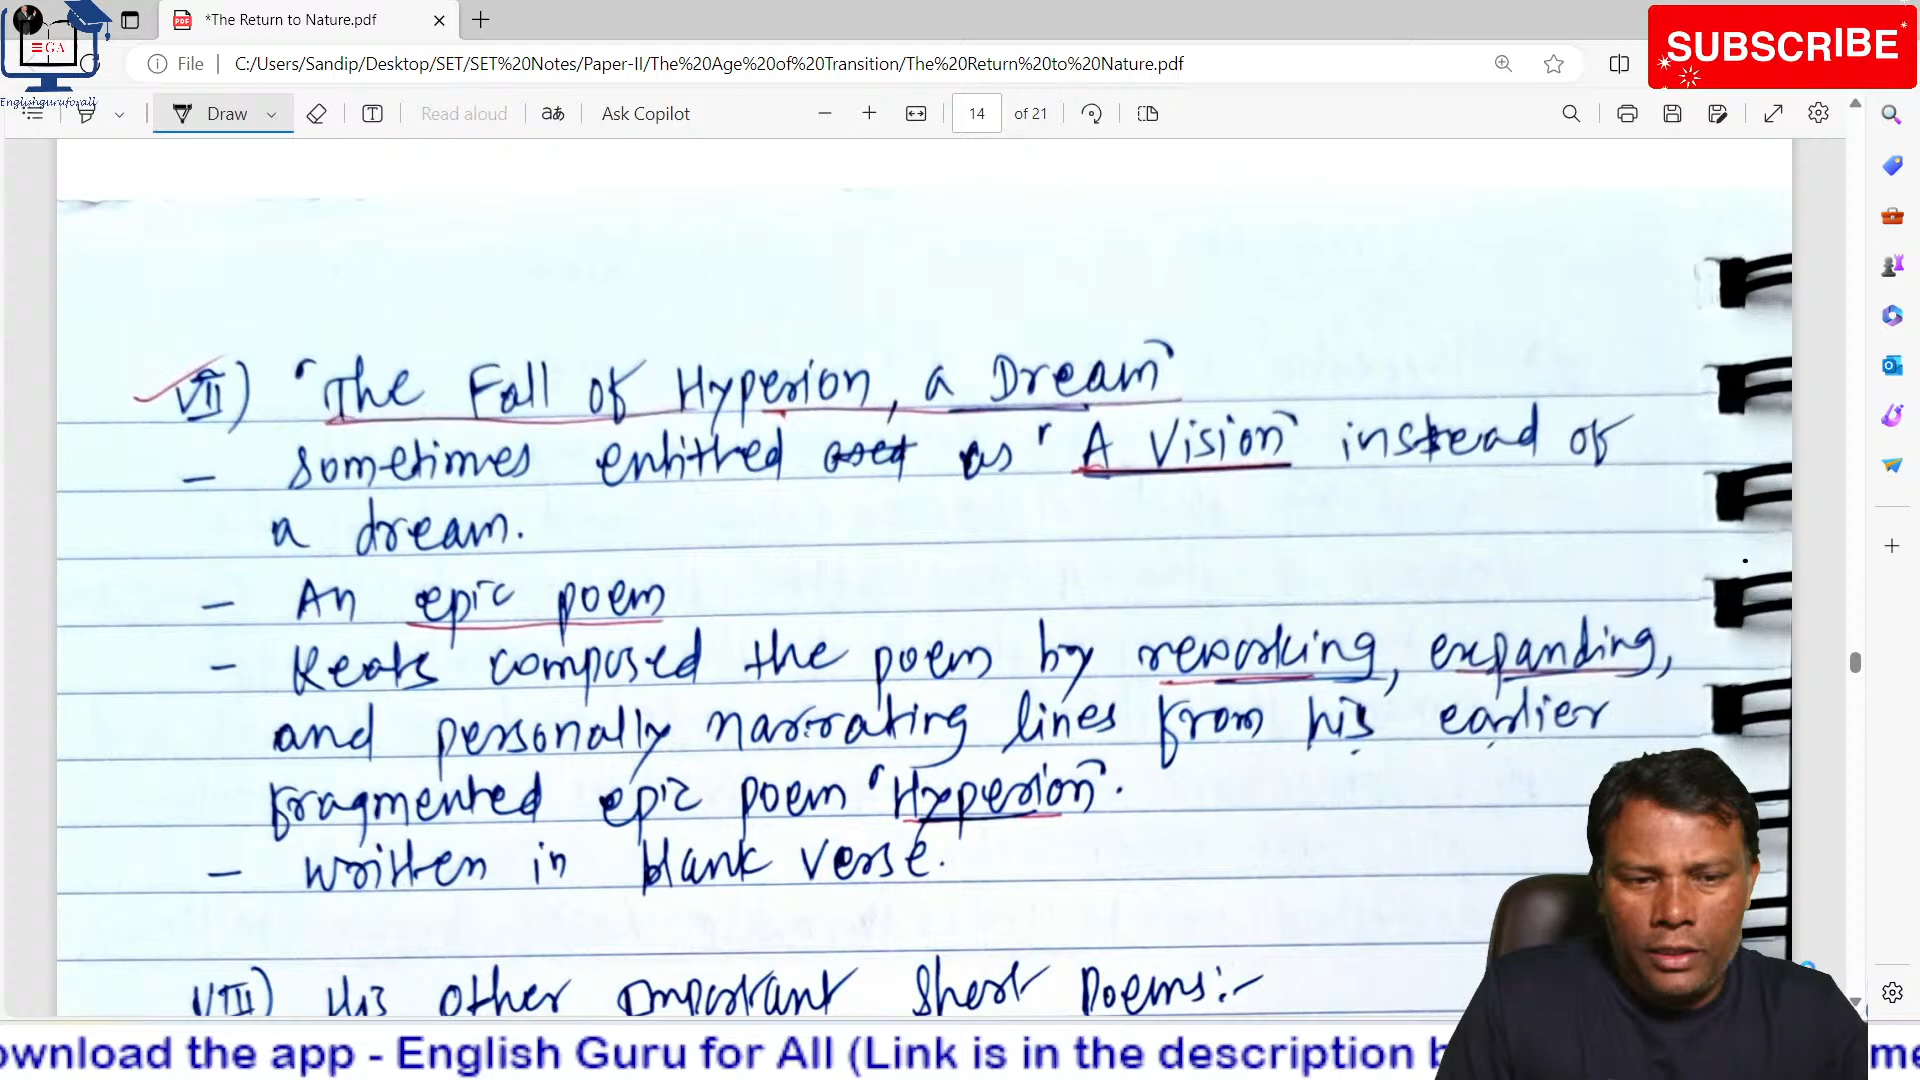 *The Return to Nature.pdf
SUBSCRIBE
≡GA
File
C:/Users/Sandip/Desktop/SET/SET%20Notes/Paper-II/The%20Age%20of%20Transition/The%20Return%20to%20Nature.pdf
Englishguruforall
Draw
Read aloud
Ask Copilot
14
of 21
VII) "The Fall of Hyperion, a Dream"
- sometimes entitled as "A Vision" instead of
a dream.
- An epic poem
- Keats composed the poem by reworking, expanding,
and personally narrating lines from his earlier
fragmented epic poem "Hyperion".
- written in blank verse.
VIII) His other important short Poems:-
ownload the app - English Guru for All (Link is in the description b
me